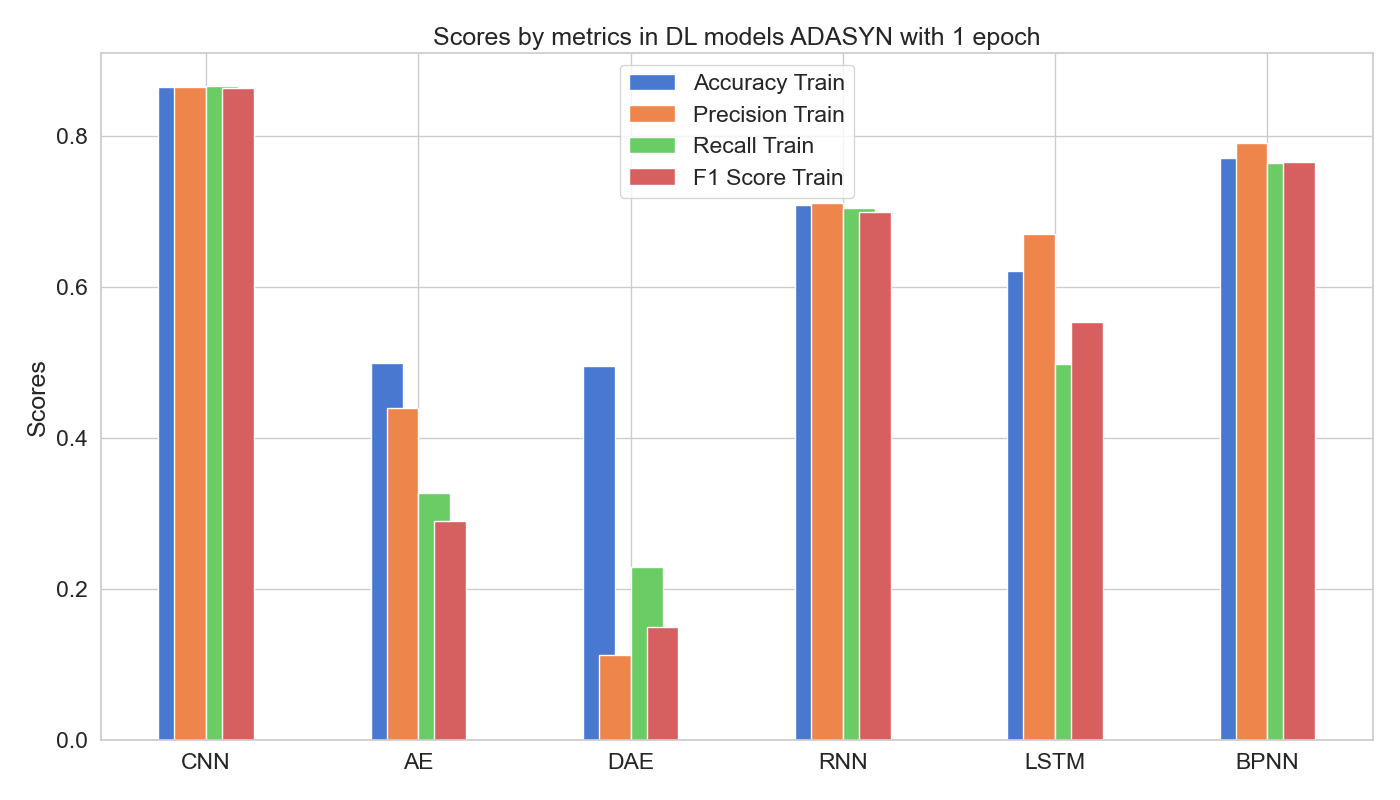 Scores by metrics in DL models ADASYN with 1 epoch
Accuracy Train
Precision Train
Recall Train
F1 Score Train
Scores
0.8
0.6
0.4
0.2
0.0
CNN AE DAE RNN LSTM BPNN